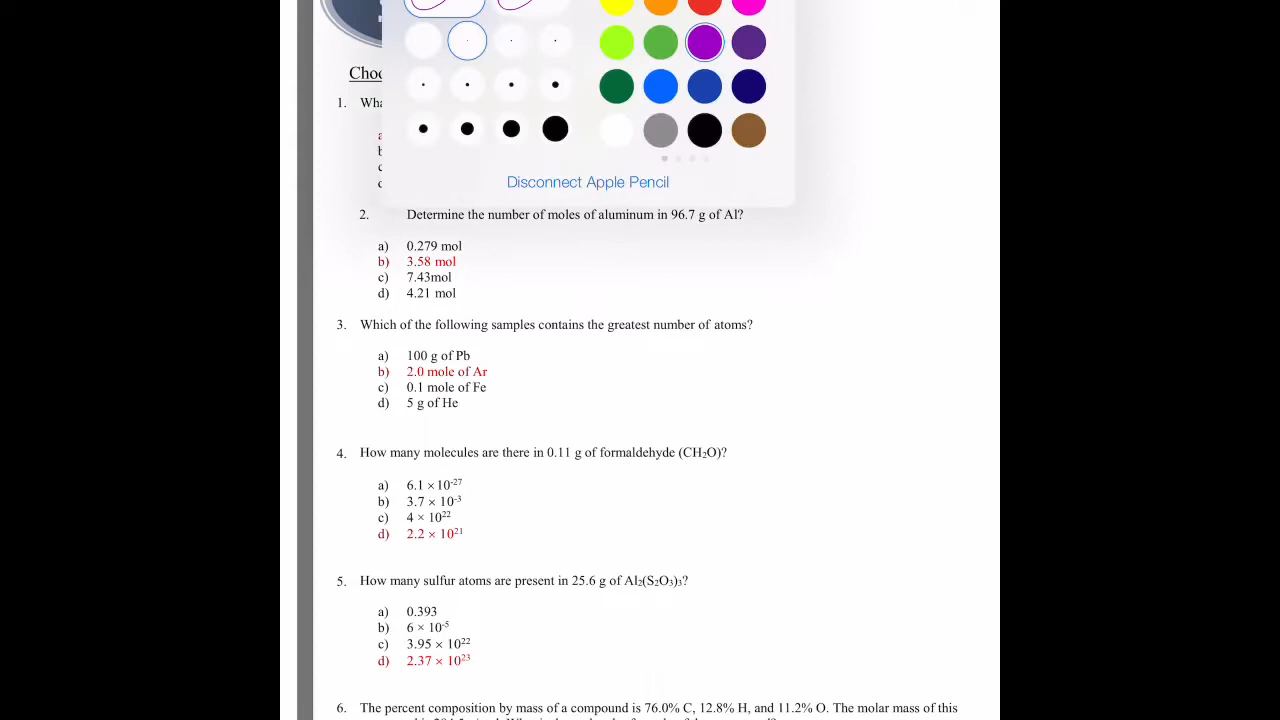 Choo
1. Wha
Disconnect Apple Pencil
2. Determine the number of moles of aluminum in 96.7 g of Al?
a) 0.279 mol
b) 3.58 mol
c) 7.43mol
d) 4.21 mol
3. Which of the following samples contains the greatest number of atoms?
a) 100 g of Pb
b) 2.0 mole of Ar
c) 0.1 mole of Fe
d) 5 g of He
4. How many molecules are there in 0.11 g of formaldehyde (CH₂O)?
a) 6.1 × 10⁻²⁷
b) 3.7 × 10⁻³
c) 4 × 10²²
d) 2.2 × 10²¹
5. How many sulfur atoms are present in 25.6 g of Al₂(S₂O₃)₃?
a) 0.393
b) 6 × 10⁻⁵
c) 3.95 × 10²²
d) 2.37 × 10²³
6. The percent composition by mass of a compound is 76.0% C, 12.8% H, and 11.2% O. The molar mass of this